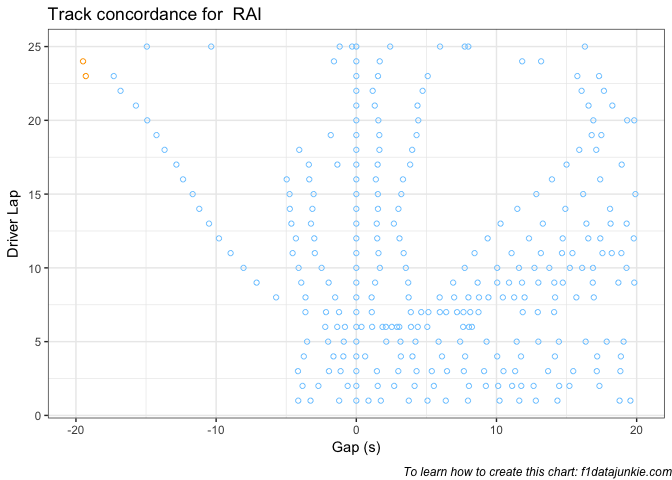 Track concordance for  RAI
25
20
15
10
5
0
Driver Lap
-20 -10 0 10 20
Gap (s)
To learn how to create this chart: f1datajunkie.com